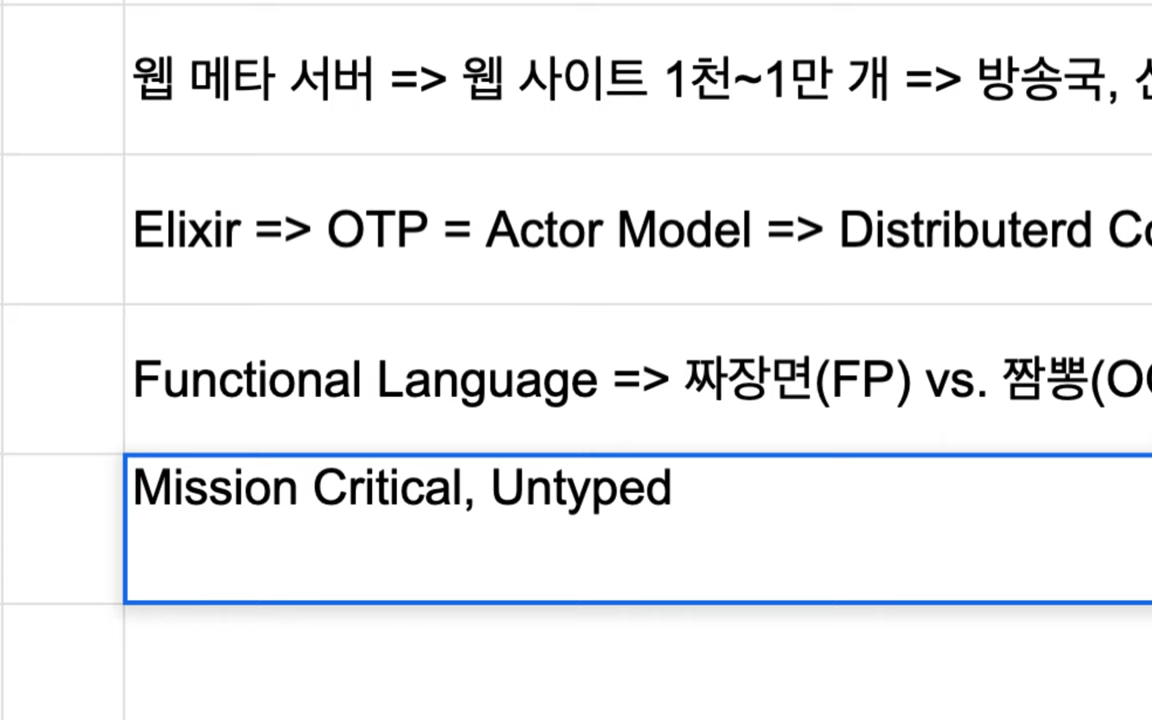 웹 메타 서버 => 웹 사이트 1천~1만 개 => 방송국,
Elixir => OTP = Actor Model => Distributerd
Functional Language => 짜장면(FP) vs. 짬뽕(O
Mission Critical, Untyped